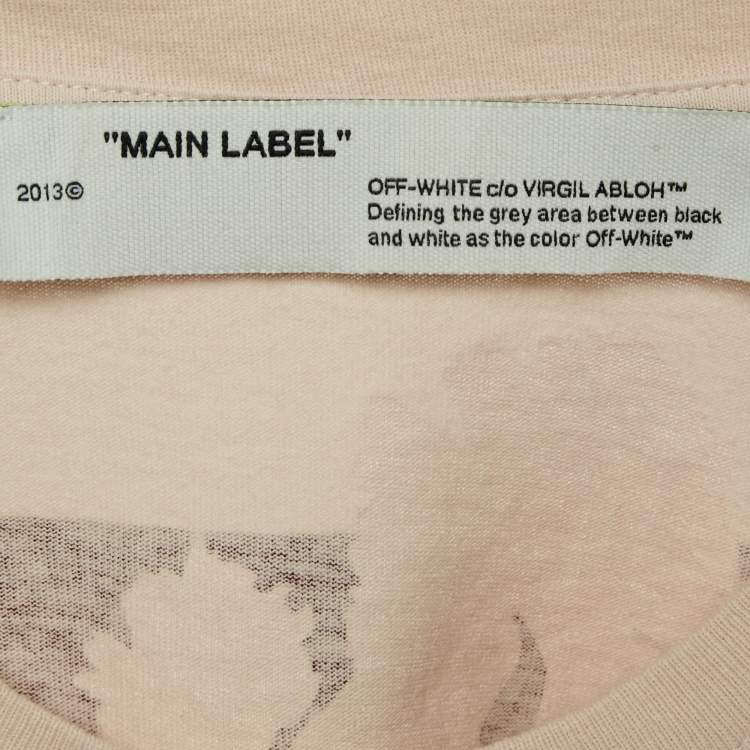 "MAIN LABEL"
2013©
OFF-WHITE c/o VIRGIL ABLOH™
Defining the grey area between black
and white as the color Off-White™